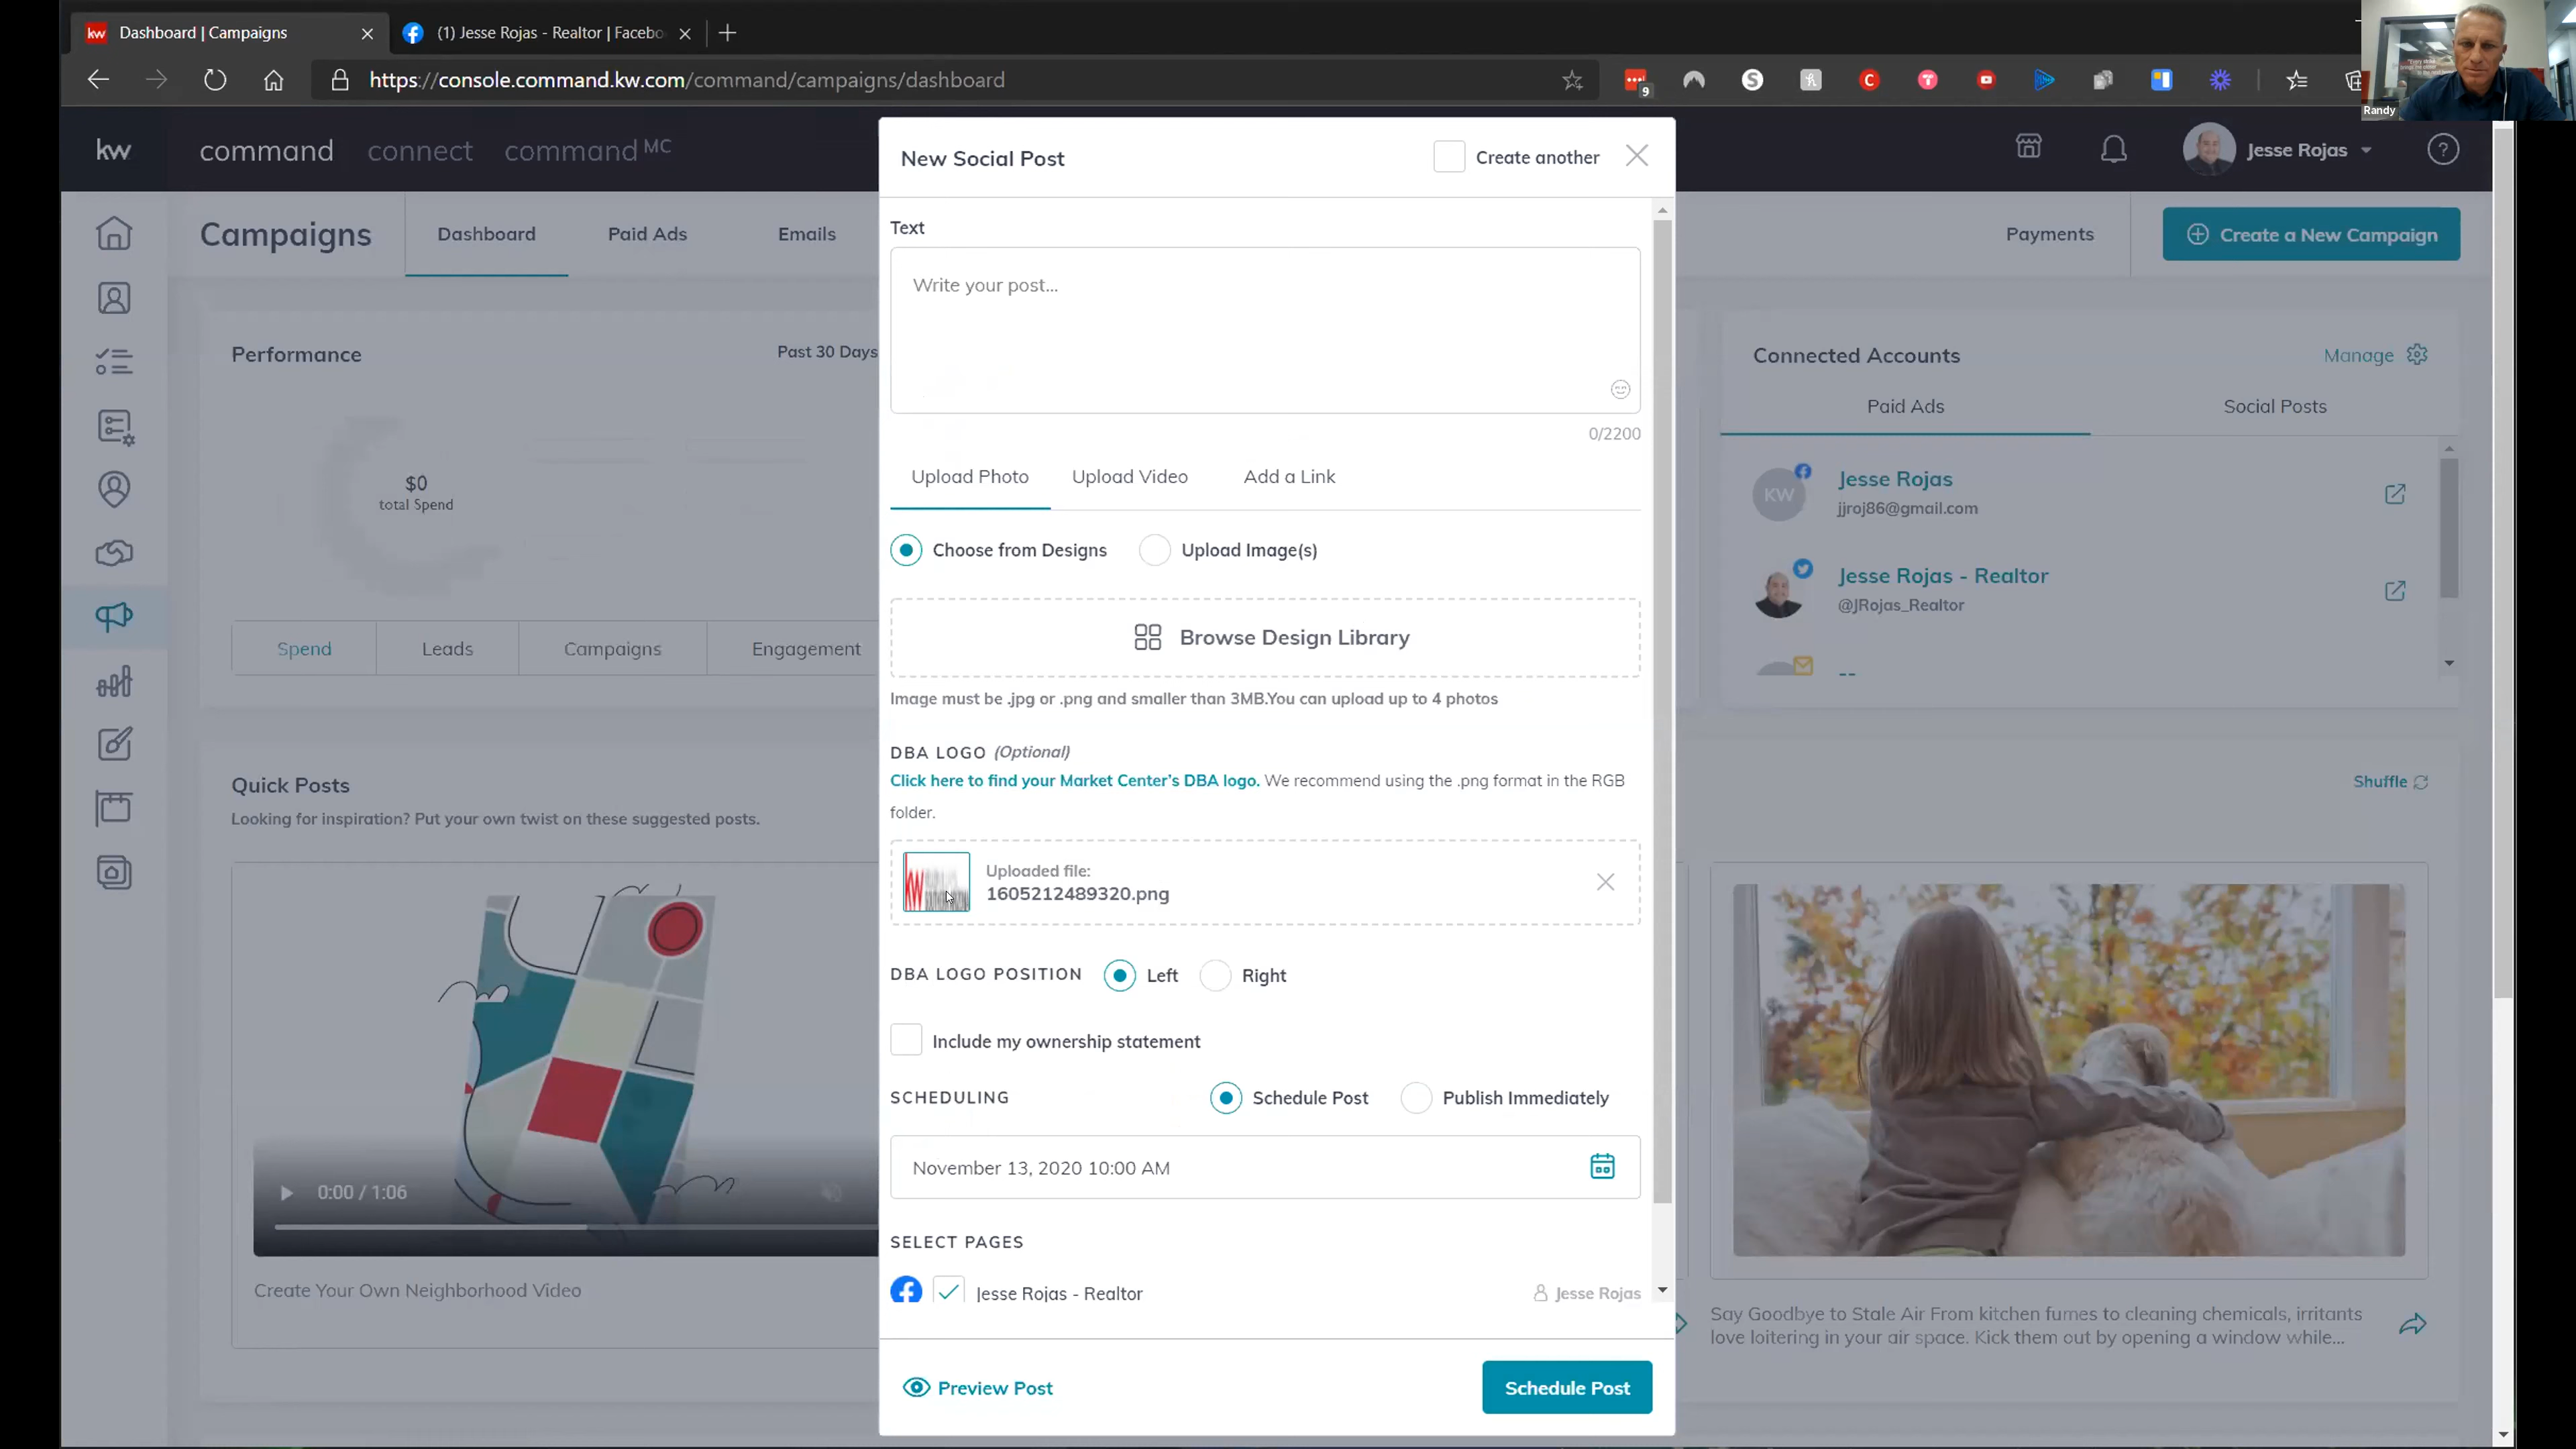 kw
Dashboard | Campaigns
(1) Jesse Rojas - Realtor | Facebo
https://console.command.kw.com/command/campaigns/dashboard
9
Randy
kw
command
connect
command MC
Jesse Rojas
Campaigns
Dashboard
Paid Ads
Emails
Payments
Create a New Campaign
Performance
Past 30 Days
$0
total Spend
Spend
Leads
Campaigns
Engagement
Quick Posts
Looking for inspiration? Put your own twist on these suggested posts.
0:00 / 1:06
Create Your Own Neighborhood Video
New Social Post
Create another
Text
Write your post...
0/2200
Upload Photo
Upload Video
Add a Link
Choose from Designs
Upload Image(s)
Browse Design Library
Image must be .jpg or .png and smaller than 3MB.You can upload up to 4 photos
DBA LOGO (Optional)
Click here to find your Market Center's DBA logo. We recommend using the .png format in the RGB
folder.
KW
Uploaded file:
1605212489320.png
DBA LOGO POSITION
Left
Right
Include my ownership statement
SCHEDULING
Schedule Post
Publish Immediately
November 13, 2020 10:00 AM
SELECT PAGES
Jesse Rojas - Realtor
Jesse Rojas
Preview Post
Schedule Post
Connected Accounts
Manage
Paid Ads
Social Posts
KW
Jesse Rojas
jjroj86@gmail.com
Jesse Rojas - Realtor
@JRojas_Realtor
--
Shuffle
Say Goodbye to Stale Air From kitchen fumes to cleaning chemicals, irritants
love loitering in your air space. Kick them out by opening a window while...